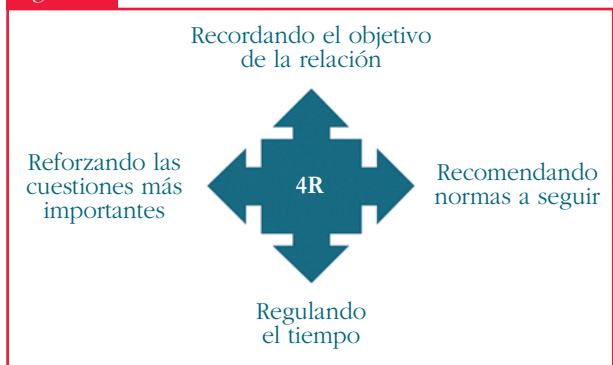 Recordando el objetivo
de la relación
Reforzando las
cuestiones más
importantes
4R
Recomendando
normas a seguir
Regulando
el tiempo